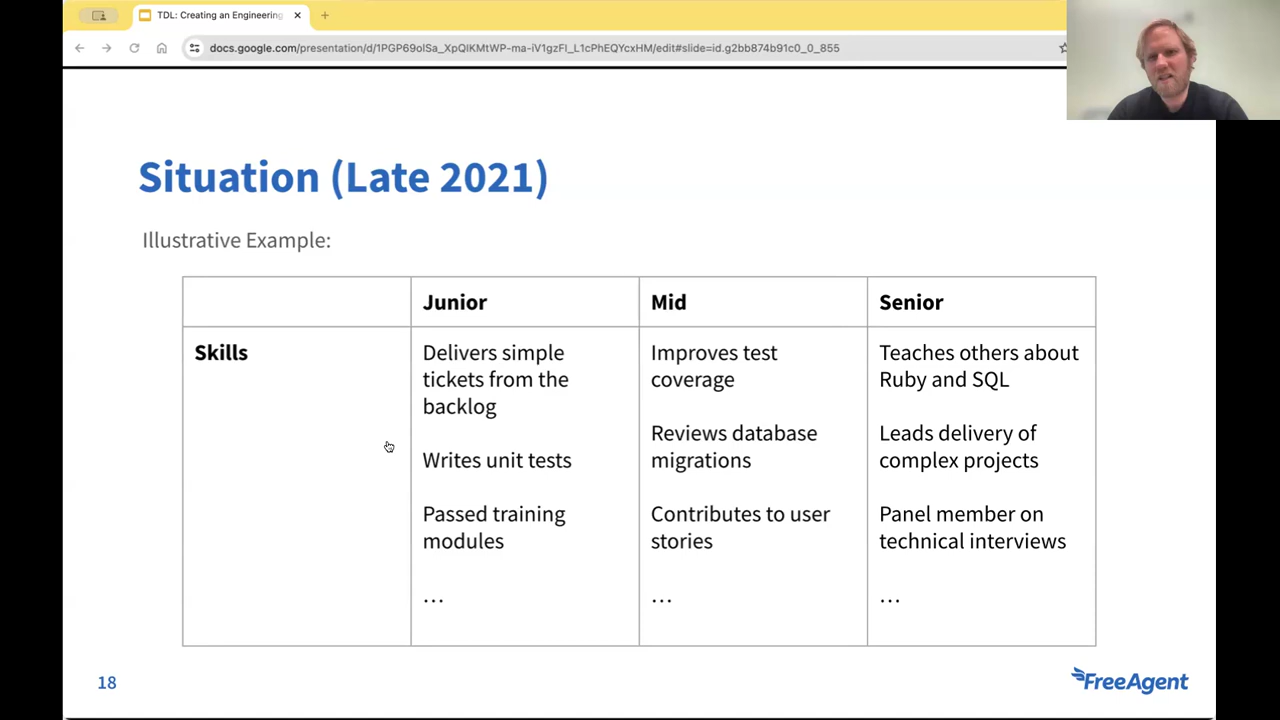 TDL: Creating an Engineering
docs.google.com/presentation/d/1PGP69olSa_XpQlKMtWP-ma-iV1gzFl_L1cPhEQYcxHM/edit#slide=id.g2bb874b91c0_0_855
Situation (Late 2021)
Illustrative Example:
Junior
Mid
Senior
Skills
Delivers simple
tickets from the
backlog
Writes unit tests
Passed training
modules
…
Improves test
coverage
Reviews database
migrations
Contributes to user
stories
…
Teaches others about
Ruby and SQL
Leads delivery of
complex projects
Panel member on
technical interviews
…
18
FreeAgent